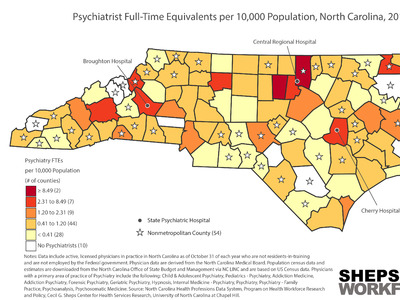 Psychiatrist Full-Time Equivalents per 10,000 Population, North Carolina, 20
Central Regional Hospital
Broughton Hospital
Psychiatry FTEs
per 10,000 Population
(# of counties)
≥ 8.49 (2)
2.31 to 8.49 (7)
1.20 to 2.31 (9)
0.41 to 1.20 (44)
< 0.41 (28)
No Psychiatrists (10)
State Psychiatric Hospital
Nonmetropolitan County (54)
Cherry Hospital
Notes: Data include active, licensed physicians in practice in North Carolina as of October 31 of each year who are not residents-in-training
and are not employed by the Federal government. Physician data are derived from the North Carolina Medical Board. Population census data and
estimates are downloaded from the North Carolina Office of State Budget and Management via NC LINC and are based on US Census data. Physicians
with a primary area of practice of Psychiatry include the following: Child & Adolescent Psychiatry, Pediatrics - Psychiatry, Addiction Medicine,
Addiction Psychiatry, Forensic Psychiatry, Geriatric Psychiatry, Hypnosis, Internal Medicine - Psychiatry, Psychiatry, Psychiatry - Family
Practice, Psychoanalysis, Psychosomatic Medicine. Source: North Carolina Health Professions Data System, Program on Health Workforce Research
and Policy, Cecil G. Sheps Center for Health Services Research, University of North Carolina at Chapel Hill.
SHEPS
WORKF